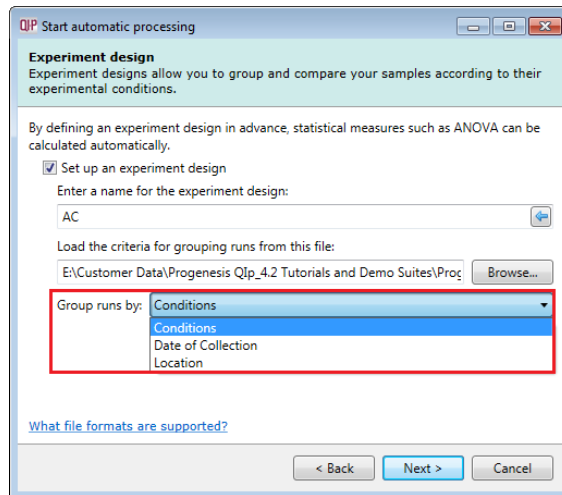 QIP Start automatic processing
Experiment design
Experiment designs allow you to group and compare your samples according to their
experimental conditions.
By defining an experiment design in advance, statistical measures such as ANOVA can be
calculated automatically.
Set up an experiment design
Enter a name for the experiment design:
AC
Load the criteria for grouping runs from this file:
E:\Customer Data\Progenesis QIp_4.2 Tutorials and Demo Suites\Prog Browse...
Group runs by: Conditions
Conditions
Date of Collection
Location
What file formats are supported?
< Back Next > Cancel